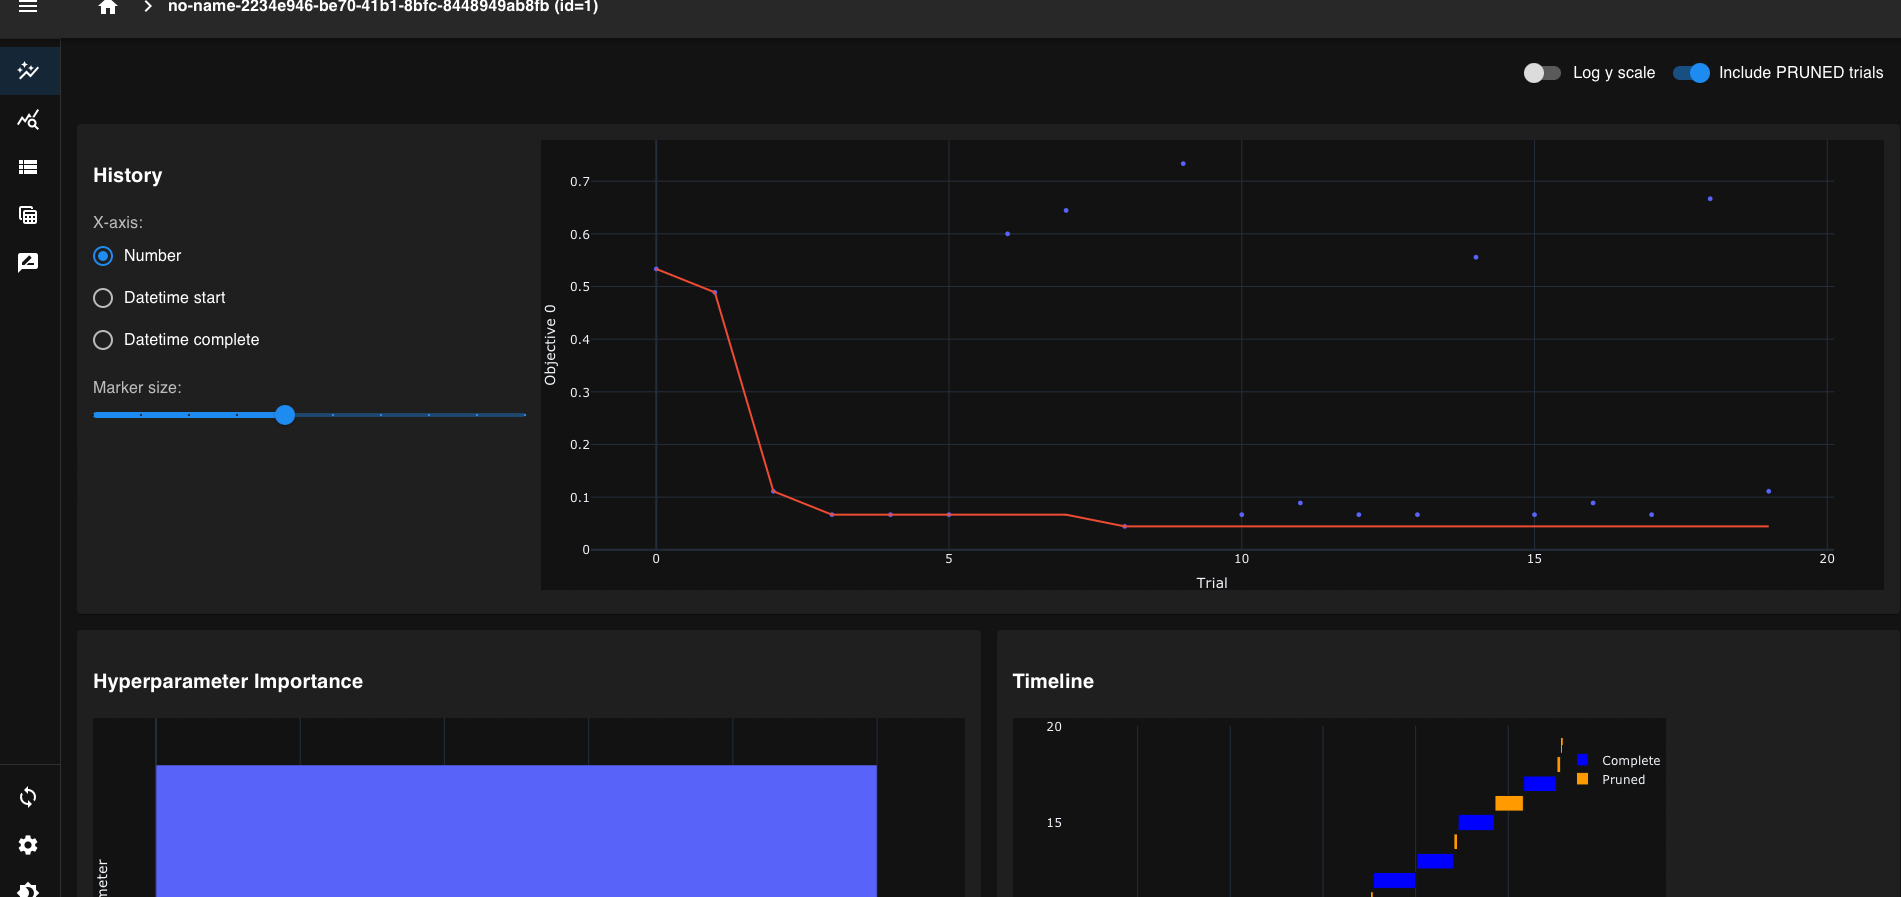 no-name-2234e946-be70-41b1-8bfc-8448949ab8fb (id=1)
Log y scale
Include PRUNED trials
History
X-axis:
Number
Datetime start
Datetime complete
Marker size:
Objective 0
0.7
0.6
0.5
0.4
0.3
0.2
0.1
0
0 5 10 15 20
Trial
Hyperparameter Importance
meter
Timeline
20
15
Complete
Pruned